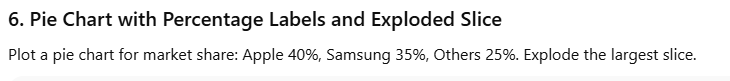 6. Pie Chart with Percentage Labels and Exploded Slice
Plot a pie chart for market share: Apple 40%, Samsung 35%, Others 25%. Explode the largest slice.